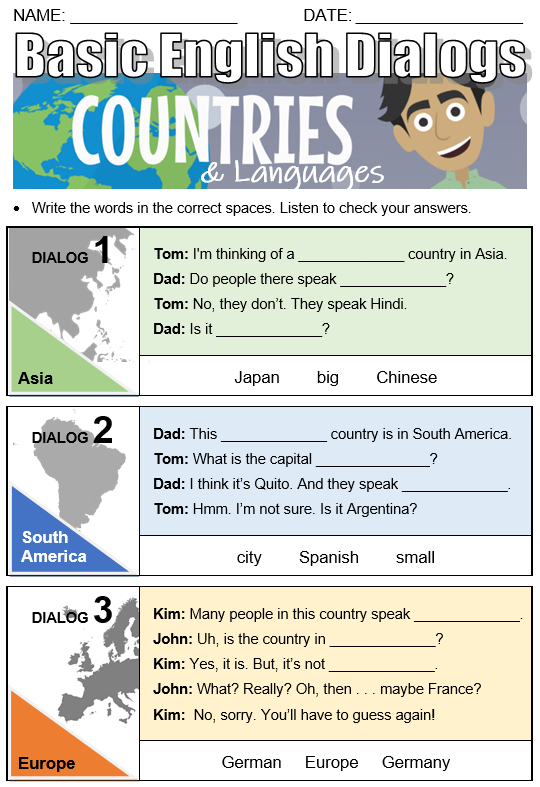 NAME: ____________________ DATE: ____________________
Basic English Dialogs
COUNTRIES
& Languages
• Write the words in the correct spaces. Listen to check your answers.
DIALOG 1
Asia
Tom: I'm thinking of a _____________ country in Asia.
Dad: Do people there speak _____________?
Tom: No, they don't. They speak Hindi.
Dad: Is it _____________?
Japan big Chinese
DIALOG 2
South
America
Dad: This _____________ country is in South America.
Tom: What is the capital _____________?
Dad: I think it's Quito. And they speak _____________.
Tom: Hmm. I'm not sure. Is it Argentina?
city Spanish small
DIALOG 3
Europe
Kim: Many people in this country speak _____________.
John: Uh, is the country in _____________?
Kim: Yes, it is. But, it's not _____________.
John: What? Really? Oh, then . . . maybe France?
Kim: No, sorry. You'll have to guess again!
German Europe Germany